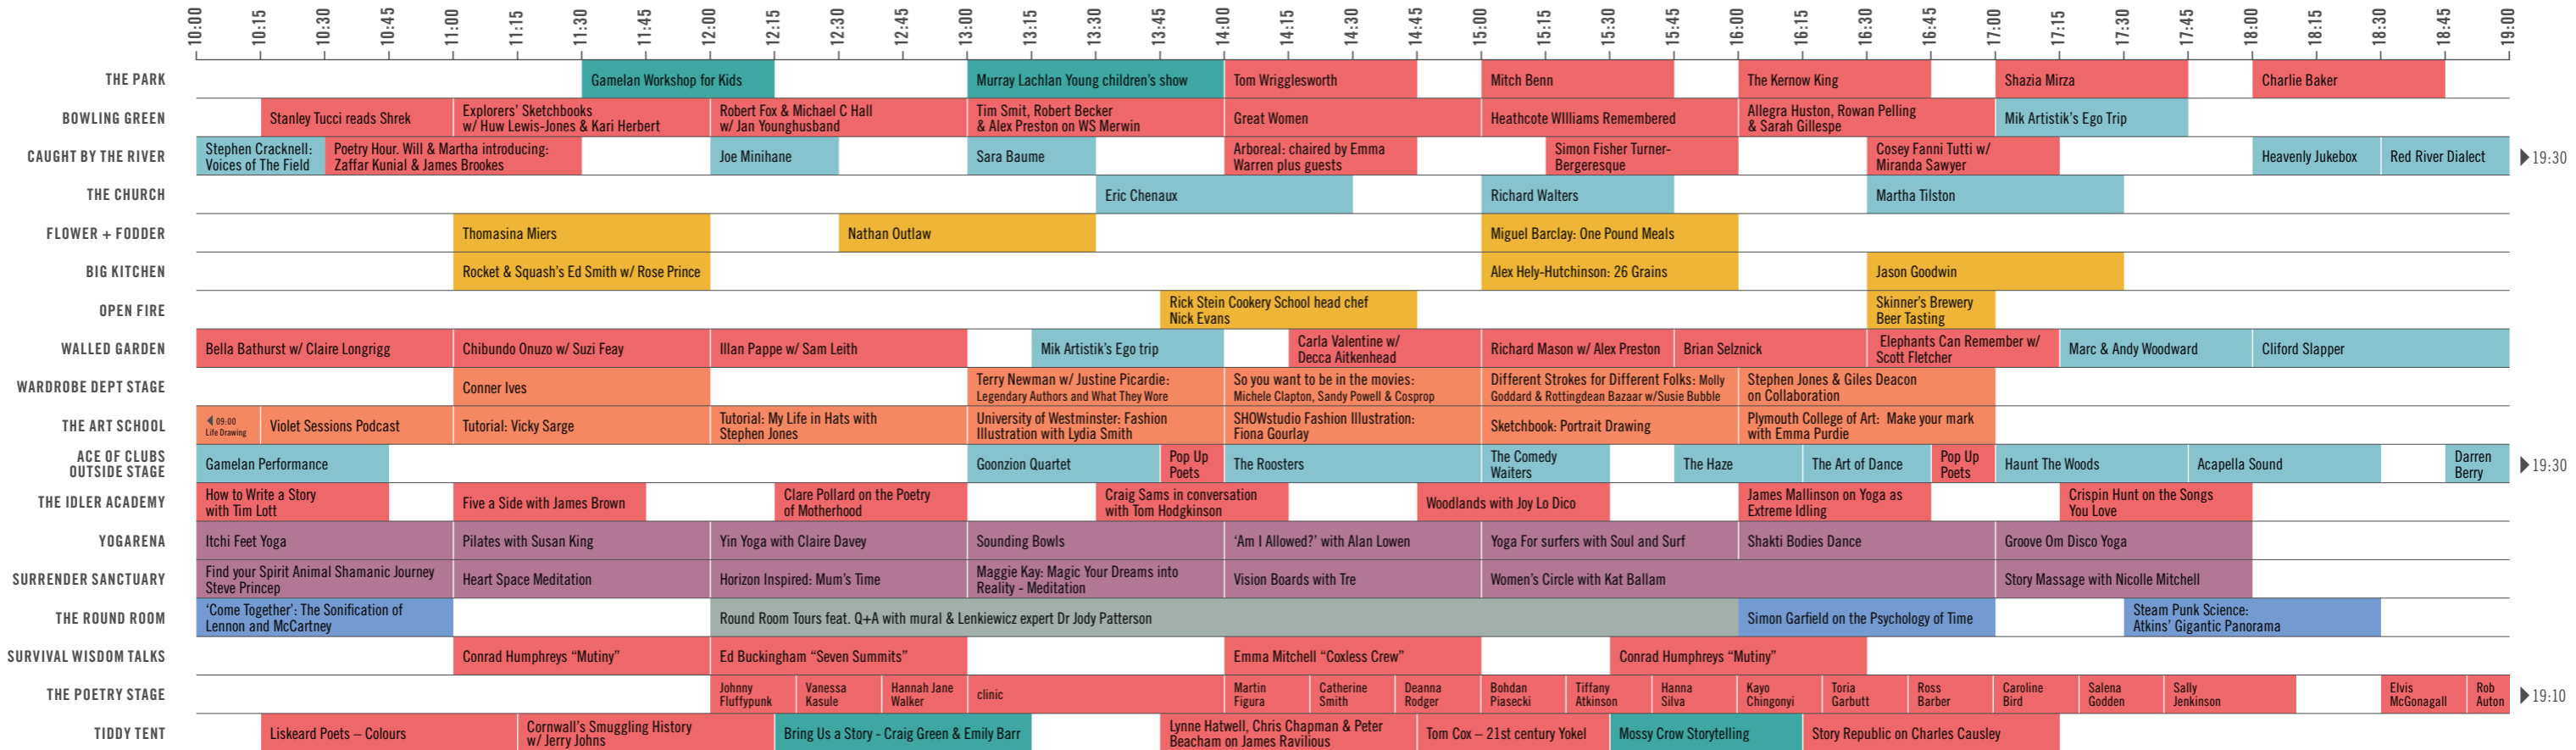 10:00 10:15 10:30 10:45 11:00 11:15 11:30 11:45 12:00 12:15 12:30 12:45 13:00 13:15 13:30 13:45 14:00 14:15 14:30 14:45 15:00 15:15 15:30 15:45 16:00 16:15 16:30 16:45 17:00 17:15 17:30 17:45 18:00 18:15 18:30 18:45 19:00
THE PARK
Gamelan Workshop for Kids
Murray Lachlan Young children's show
Tom Wrigglesworth
Mitch Benn
The Kernow King
Shazia Mirza
Charlie Baker
BOWLING GREEN
Stanley Tucci reads Shrek
Explorers' Sketchbooks
w/ Huw Lewis-Jones & Kari Herbert
Robert Fox & Michael C Hall
w/ Jan Younghusband
Tim Smit, Robert Becker
& Alex Preston on WS Merwin
Great Women
Heathcote WIlliams Remembered
Allegra Huston, Rowan Pelling
& Sarah Gillespe
Mik Artistik's Ego Trip
CAUGHT BY THE RIVER
Stephen Cracknell:
Voices of The Field
Poetry Hour. Will & Martha introducing:
Zaffar Kunial & James Brookes
Joe Minihane
Sara Baume
Arboreal: chaired by Emma
Warren plus guests
Simon Fisher Turner-
Bergeresque
Cosey Fanni Tutti w/
Miranda Sawyer
Heavenly Jukebox
Red River Dialect
19:30
THE CHURCH
Eric Chenaux
Richard Walters
Martha Tilston
FLOWER + FODDER
Thomasina Miers
Nathan Outlaw
Miguel Barclay: One Pound Meals
BIG KITCHEN
Rocket & Squash's Ed Smith w/ Rose Prince
Alex Hely-Hutchinson: 26 Grains
Jason Goodwin
OPEN FIRE
Rick Stein Cookery School head chef
Nick Evans
Skinner's Brewery
Beer Tasting
WALLED GARDEN
Bella Bathurst w/ Claire Longrigg
Chibundo Onuzo w/ Suzi Feay
Illan Pappe w/ Sam Leith
Mik Artistik's Ego trip
Carla Valentine w/
Decca Aitkenhead
Richard Mason w/ Alex Preston
Brian Selznick
Elephants Can Remember w/
Scott Fletcher
Marc & Andy Woodward
Cliford Slapper
WARDROBE DEPT STAGE
Conner Ives
Terry Newman w/ Justine Picardie:
Legendary Authors and What They Wore
So you want to be in the movies:
Michele Clapton, Sandy Powell & Cosprop
Different Strokes for Different Folks: Molly
Goddard & Rottingdean Bazaar w/Susie Bubble
Stephen Jones & Giles Deacon
on Collaboration
THE ART SCHOOL
09:00
Life Drawing
Violet Sessions Podcast
Tutorial: Vicky Sarge
Tutorial: My Life in Hats with
Stephen Jones
University of Westminster: Fashion
Illustration with Lydia Smith
SHOWstudio Fashion Illustration:
Fiona Gourlay
Sketchbook: Portrait Drawing
Plymouth College of Art: Make your mark
with Emma Purdie
ACE OF CLUBS
OUTSIDE STAGE
Gamelan Performance
Goonzion Quartet
Pop Up
Poets
The Roosters
The Comedy
Waiters
The Haze
The Art of Dance
Pop Up
Poets
Haunt The Woods
Acapella Sound
Darren
Berry
19:30
THE IDLER ACADEMY
How to Write a Story
with Tim Lott
Five a Side with James Brown
Clare Pollard on the Poetry
of Motherhood
Craig Sams in conversation
with Tom Hodgkinson
Woodlands with Joy Lo Dico
James Mallinson on Yoga as
Extreme Idling
Crispin Hunt on the Songs
You Love
YOGARENA
Itchi Feet Yoga
Pilates with Susan King
Yin Yoga with Claire Davey
Sounding Bowls
'Am I Allowed?' with Alan Lowen
Yoga For surfers with Soul and Surf
Shakti Bodies Dance
Groove Om Disco Yoga
SURRENDER SANCTUARY
Find your Spirit Animal Shamanic Journey
Steve Princep
Heart Space Meditation
Horizon Inspired: Mum's Time
Maggie Kay: Magic Your Dreams into
Reality - Meditation
Vision Boards with Tre
Women's Circle with Kat Ballam
Story Massage with Nicolle Mitchell
THE ROUND ROOM
'Come Together': The Sonification of
Lennon and McCartney
Round Room Tours feat. Q+A with mural & Lenkiewicz expert Dr Jody Patterson
Simon Garfield on the Psychology of Time
Steam Punk Science:
Atkins' Gigantic Panorama
SURVIVAL WISDOM TALKS
Conrad Humphreys "Mutiny"
Ed Buckingham "Seven Summits"
Emma Mitchell "Coxless Crew"
Conrad Humphreys "Mutiny"
THE POETRY STAGE
Johnny
Fluffypunk
Vanessa
Kasule
Hannah Jane
Walker
clinic
Martin
Figura
Catherine
Smith
Deanna
Rodger
Bohdan
Piasecki
Tiffany
Atkinson
Hanna
Silva
Kayo
Chingonyi
Toria
Garbutt
Ross
Barber
Caroline
Bird
Salena
Godden
Sally
Jenkinson
Elvis
McGonagall
Rob
Auton
19:10
TIDDY TENT
Liskeard Poets – Colours
Cornwall's Smuggling History
w/ Jerry Johns
Bring Us a Story - Craig Green & Emily Barr
Lynne Hatwell, Chris Chapman & Peter
Beacham on James Ravilious
Tom Cox – 21st century Yokel
Mossy Crow Storytelling
Story Republic on Charles Causley